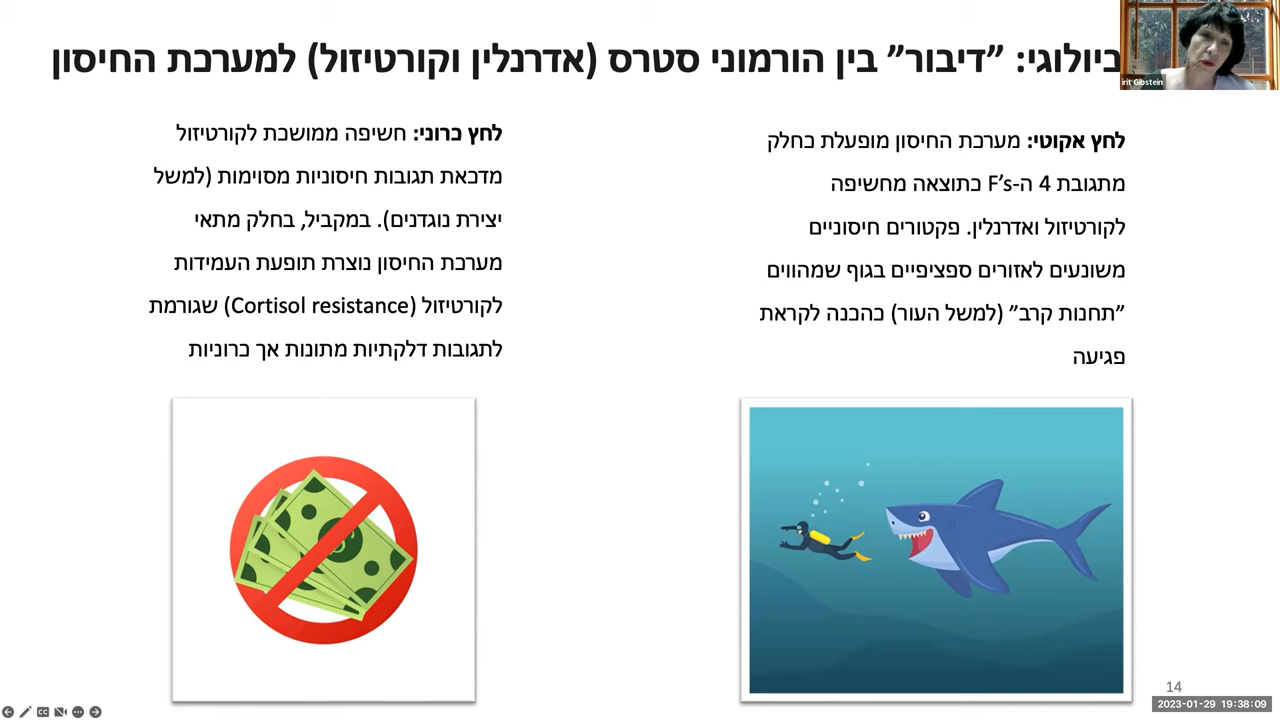 ביולוגי: ”דיבור” בין הורמוני סטרס (אדרנלין וקורטיזול) למערכת החיסון
irit Gibstein
לחץ אקוטי: מערכת החיסון מופעלת כחלק
מתגובת 4 ה-F’s כתוצאה מחשיפה
לקורטיזול ואדרנלין. פקטורים חיסוניים
משונעים לאזורים ספציפיים בגוף שמהווים
”תחנות קרב” (למשל העור) כהכנה לקראת
פגיעה
לחץ כרוני: חשיפה ממושכת לקורטיזול
מדכאת תגובות חיסוניות מסוימות (למשל
יצירת נוגדנים). במקביל, בחלק מתאי
מערכת החיסון נוצרת תופעת העמידות
לקורטיזול (Cortisol resistance) שגורמת
לתגובות דלקתיות מתונות אך כרוניות
14
2023-01-29 19:38:09